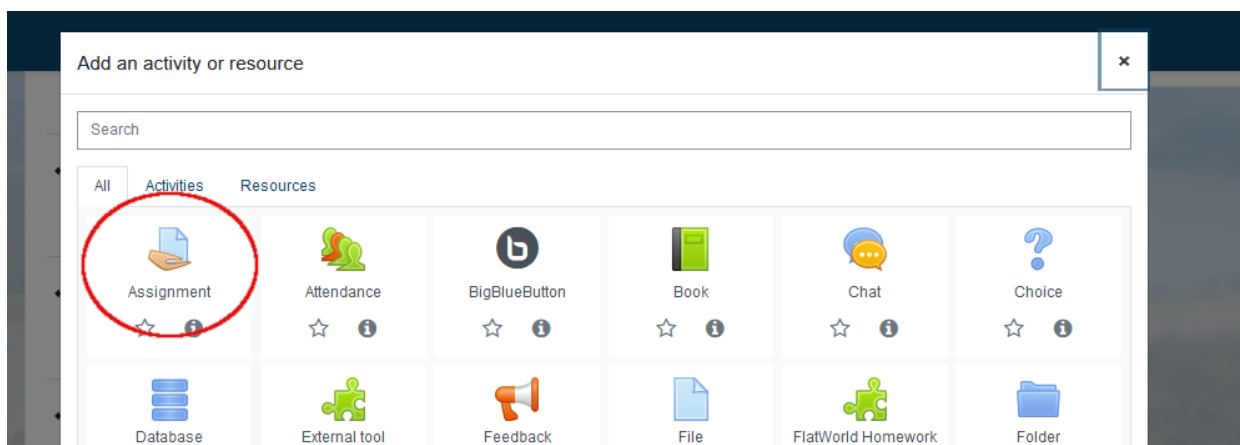 Add an activity or resource
Search
All Activities Resources
Assignment Attendance BigBlueButton Book Chat Choice
Database External tool Feedback File FlatWorld Homework Folder